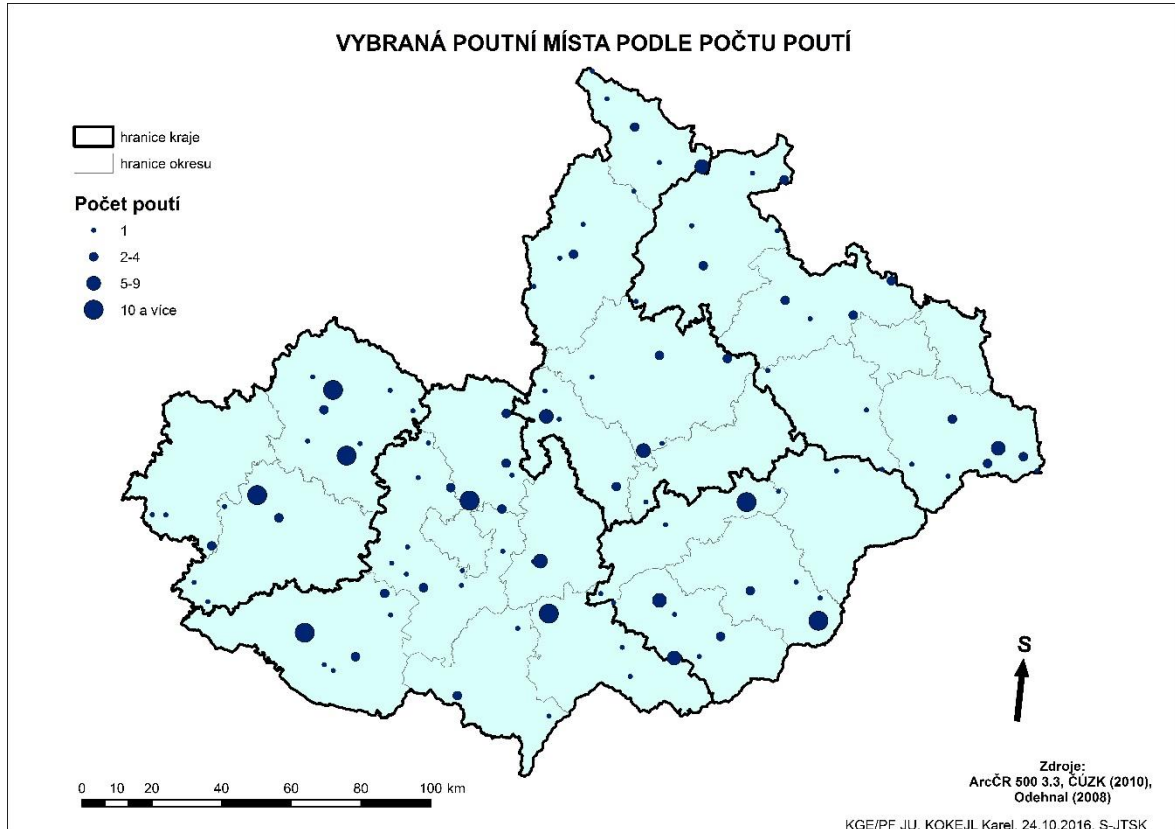 VYBRANÁ POUTNÍ MÍSTA PODLE POČTU POUTÍ
hranice kraje
hranice okresu
Počet poutí
1
2-4
5-9
10 a více
S
0 10 20 40 60 80 100 km
Zdroje:
ArcČR 500 3.3, ČÚZK (2010),
Odehnal (2008)
KGE/PF JU, KOKEJL Karel, 24.10.2016, S-JTSK